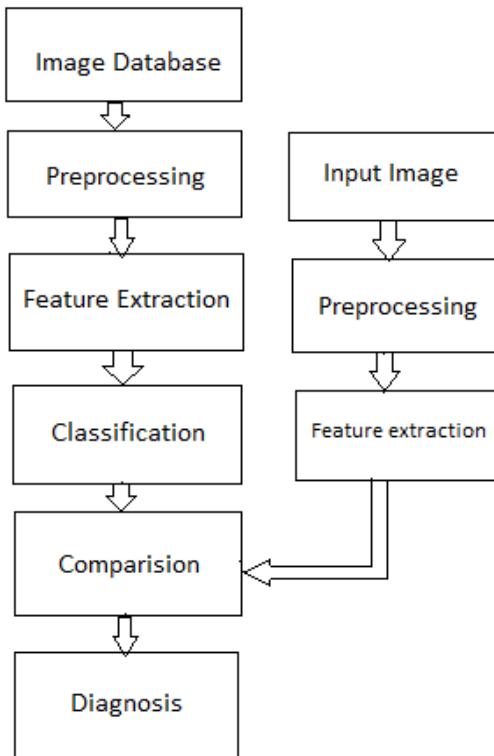 Image Database
Preprocessing
Feature Extraction
Classification
Comparision
Diagnosis
Input Image
Preprocessing
Feature extraction